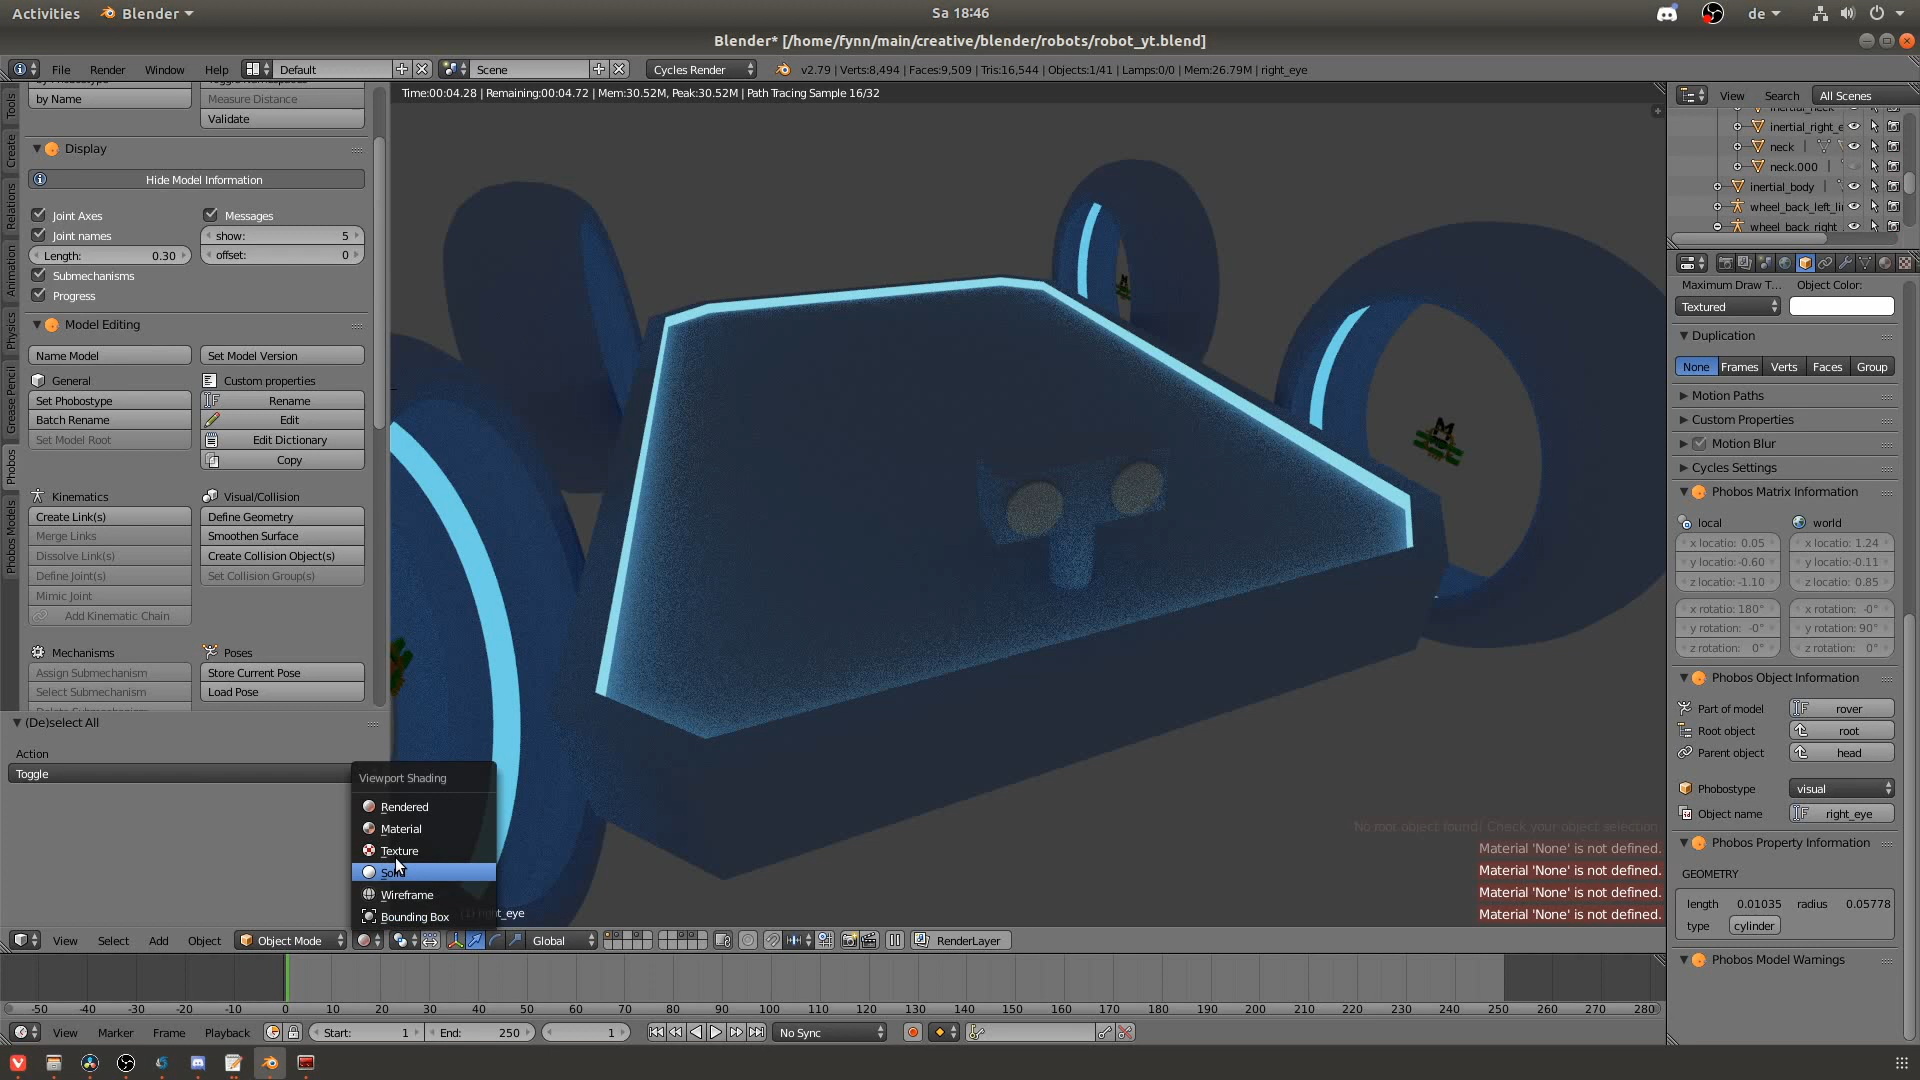 Activities
Blender
Sa 18:46
de
Blender* [/home/fynn/main/creative/blender/robots/robot_yt.blend]
File Render Window Help
Default
Scene
Cycles Render
v2.79 | Verts:8,494 | Faces:9,509 | Tris:16,544 | Objects:1/41 | Lamps:0/0 | Mem:26.79M | right_eye
Time:00:04.28 | Remaining:00:04.72 | Mem:30.52M, Peak:30.52M | Path Tracing Sample 16/32
Tools
Create
Relations
Animation
Physics
Grease Pencil
Phobos
Phobos Models
by Name
Measure Distance
Validate
Display
Hide Model Information
Joint Axes
Messages
Joint names
show: 5
Length: 0.30
offset: 0
Submechanisms
Progress
Model Editing
Name Model
Set Model Version
General
Custom properties
Set Phobostype
Rename
Batch Rename
Edit
Set Model Root
Edit Dictionary
Copy
Kinematics
Visual/Collision
Create Link(s)
Define Geometry
Merge Links
Smoothen Surface
Dissolve Link(s)
Create Collision Object(s)
Define Joint(s)
Set Collision Group(s)
Mimic Joint
Add Kinematic Chain
Mechanisms
Poses
Assign Submechanism
Store Current Pose
Select Submechanism
Load Pose
(De)select All
Action
Toggle
Viewport Shading
Rendered
Material
Texture
Wireframe
Bounding Box
No root object found! Check your object selection
Material 'None' is not defined.
Material 'None' is not defined.
Material 'None' is not defined.
Material 'None' is not defined.
View Select Add Object
Object Mode
Global
RenderLayer
-50 -40 -30 -20 -10 0 10 20 30 40 50 60 70 80 90 100 110 120 130 140 150 160 170 180 190 200 210 220 230 240 250 260 270 280
View Marker Frame Playback
Start: 1
End: 250
1
No Sync
View Search All Scenes
inertial_right_e
neck
neck.000
inertial_body
wheel_back_left_li
wheel_back_right
Maximum Draw T...
Object Color:
Textured
Duplication
None Frames Verts Faces Group
Motion Paths
Custom Properties
Motion Blur
Cycles Settings
Phobos Matrix Information
local
world
x locatio: 0.05
x locatio: 1.24
y locatio:-0.60
y locatio:-0.11
z locatio:-1.10
z locatio: 0.85
x rotatio: 180°
x rotation: -0°
y rotation: -0°
y rotation: 90°
z rotation: 0°
z rotation: 0°
Phobos Object Information
Part of model
rover
Root object
root
Parent object
head
Phobostype
visual
Object name
right_eye
Phobos Property Information
GEOMETRY
length 0.01035 radius 0.05778
type cylinder
Phobos Model Warnings